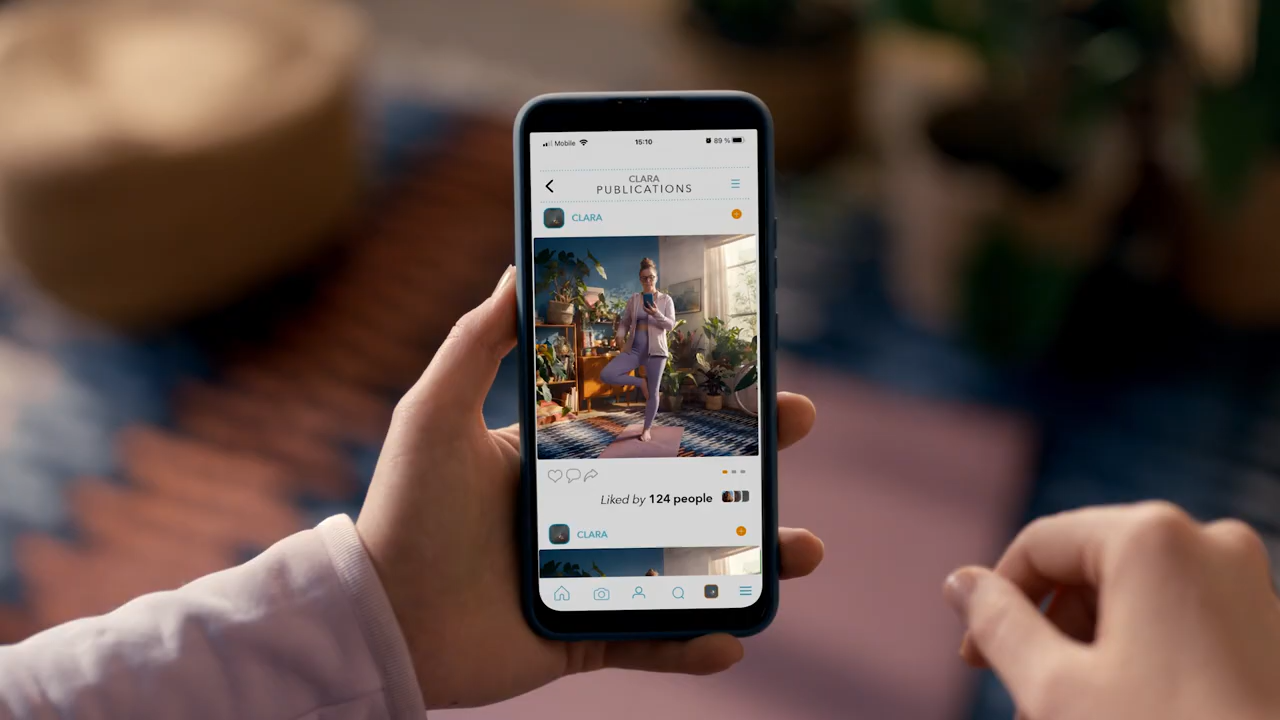 Mobile 15:10 89 %
CLARA
PUBLICATIONS
CLARA
Liked by 124 people
CLARA